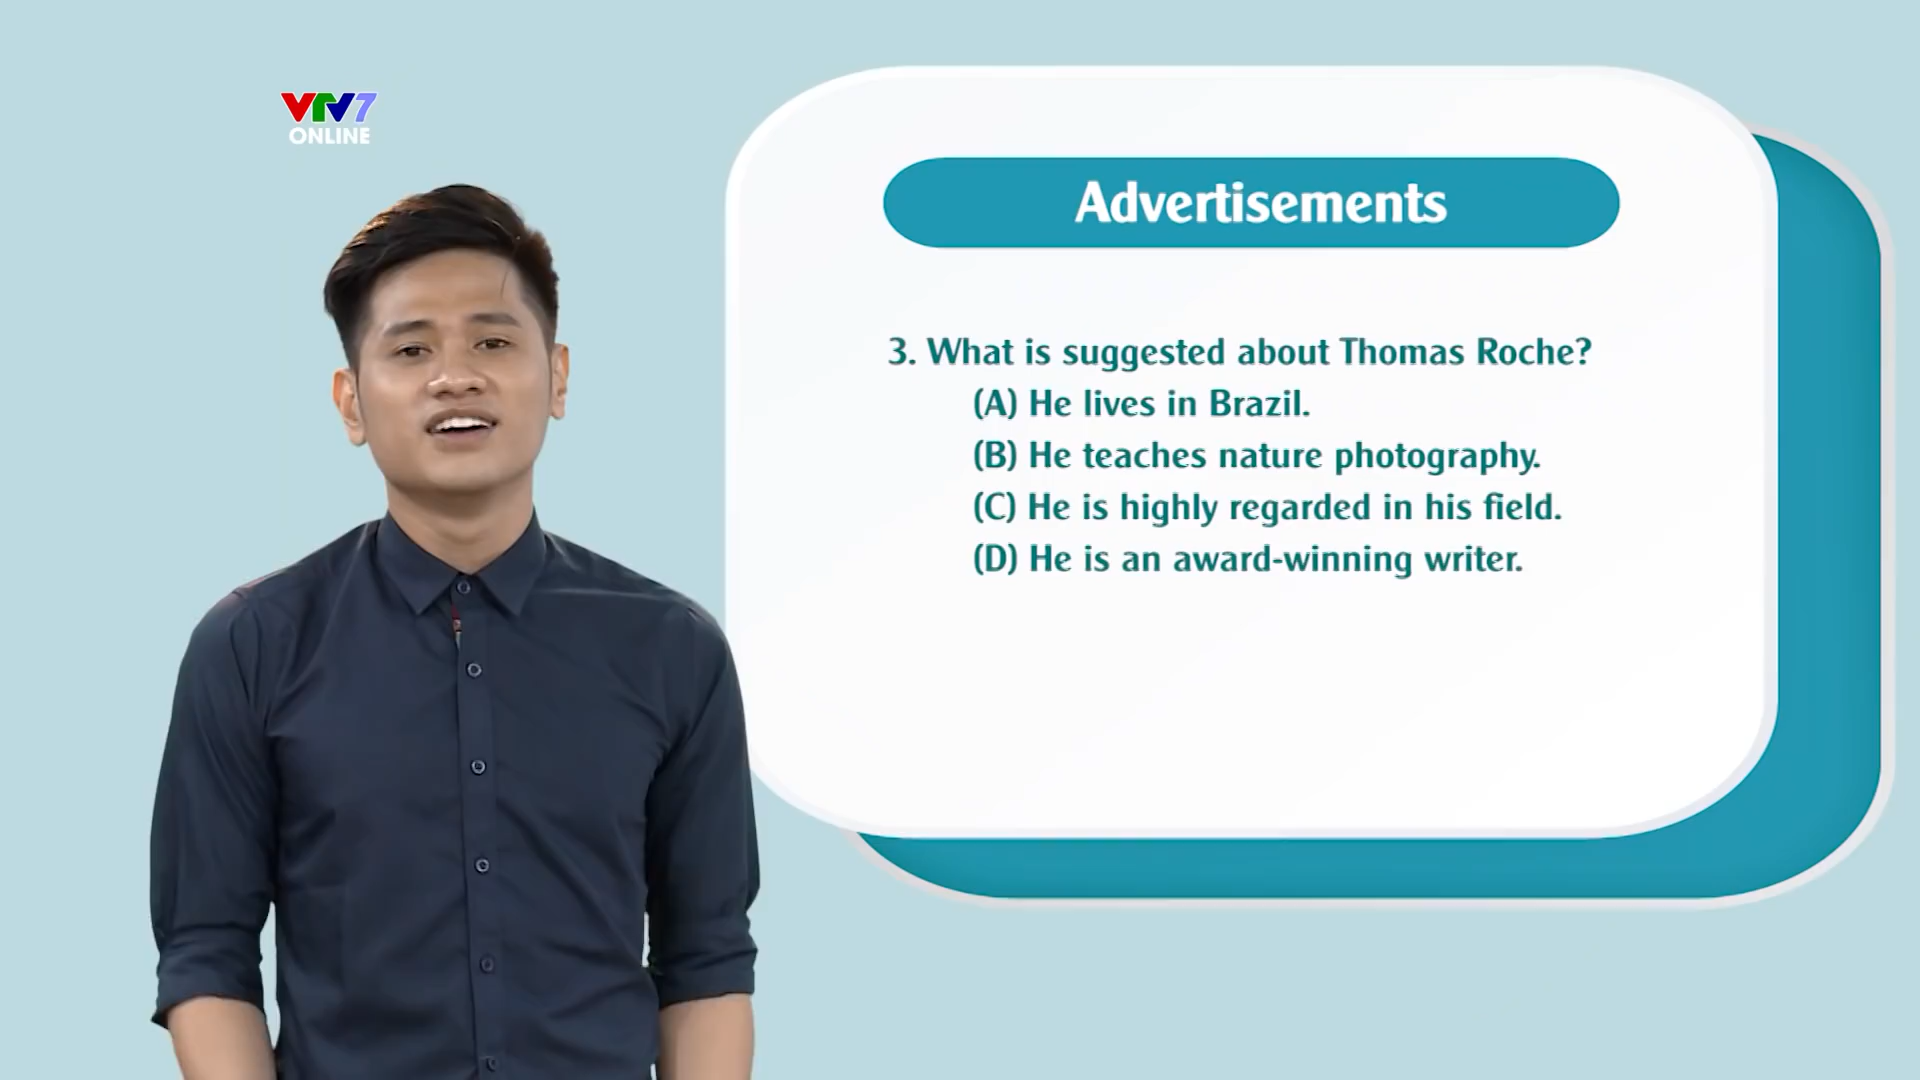 VTV7
ONLINE
Advertisements
3. What is suggested about Thomas Roche?
(A) He lives in Brazil.
(B) He teaches nature photography.
(C) He is highly regarded in his field.
(D) He is an award-winning writer.